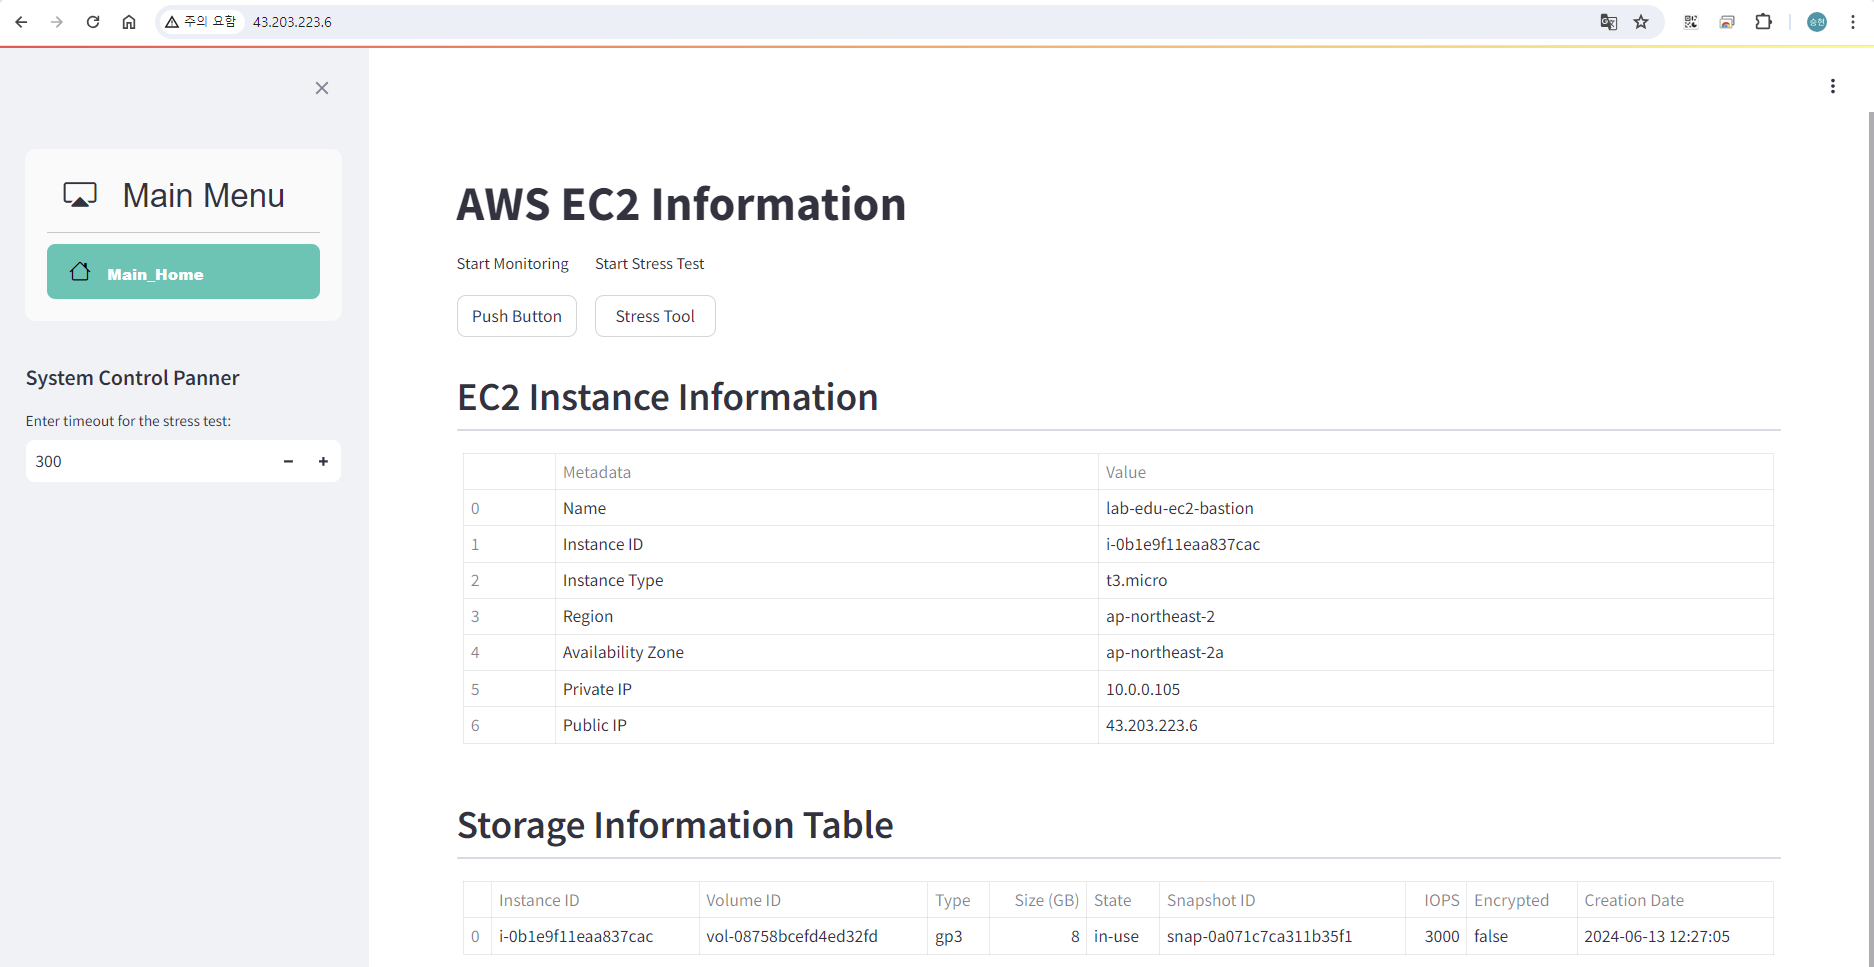 주의 요함 43.203.223.6
승현
Main Menu
Main_Home
System Control Panner
Enter timeout for the stress test:
300
AWS EC2 Information
Start Monitoring Start Stress Test
Push Button Stress Tool
EC2 Instance Information
Metadata Value
0 Name lab-edu-ec2-bastion
1 Instance ID i-0b1e9f11eaa837cac
2 Instance Type t3.micro
3 Region ap-northeast-2
4 Availability Zone ap-northeast-2a
5 Private IP 10.0.0.105
6 Public IP 43.203.223.6
Storage Information Table
Instance ID Volume ID Type Size (GB) State Snapshot ID IOPS Encrypted Creation Date
0 i-0b1e9f11eaa837cac vol-08758bcefd4ed32fd gp3 8 in-use snap-0a071c7ca311b35f1 3000 false 2024-06-13 12:27:05